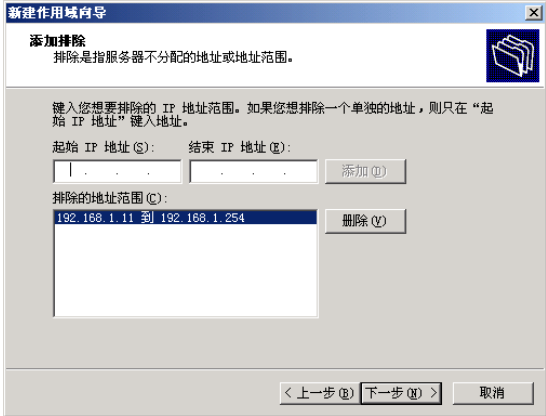 新建作用域向导
添加排除
排除是指服务器不分配的地址或地址范围。
键入您想要排除的 IP 地址范围。如果您想排除一个单独的地址，则只在“起
始 IP 地址”键入地址。
起始 IP 地址(S):
结束 IP 地址(E):
添加(D)
排除的地址范围(C):
192.168.1.11 到 192.168.1.254
删除(V)
< 上一步(B)
下一步(N) >
取消